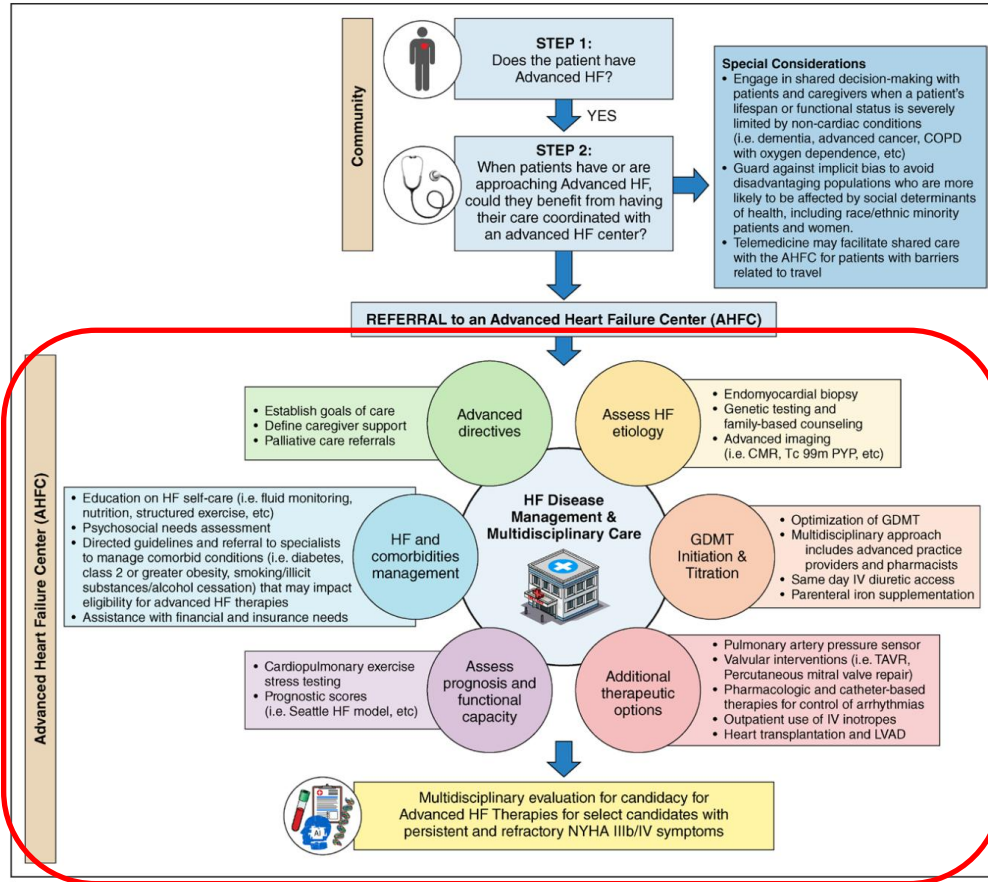 Community
STEP 1:
Does the patient have
Advanced HF?
YES
STEP 2:
When patients have or are
approaching Advanced HF,
could they benefit from having
their care coordinated with
an advanced HF center?
Special Considerations
• Engage in shared decision-making with
patients and caregivers when a patient's
lifespan or functional status is severely
limited by non-cardiac conditions
(i.e. dementia, advanced cancer, COPD
with oxygen dependence, etc)
• Guard against implicit bias to avoid
disadvantaging populations who are more
likely to be affected by social determinants
of health, including race/ethnic minority
patients and women.
• Telemedicine may facilitate shared care
with the AHFC for patients with barriers
related to travel
REFERRAL to an Advanced Heart Failure Center (AHFC)
Advanced Heart Failure Center (AHFC)
• Establish goals of care
• Define caregiver support
• Palliative care referrals
Advanced
directives
Assess HF
etiology
• Endomyocardial biopsy
• Genetic testing and
family-based counseling
• Advanced imaging
(i.e. CMR, Tc 99m PYP, etc)
HF Disease
Management &
Multidisciplinary Care
• Education on HF self-care (i.e. fluid monitoring,
nutrition, structured exercise, etc)
• Psychosocial needs assessment
• Directed guidelines and referral to specialists
to manage comorbid conditions (i.e. diabetes,
class 2 or greater obesity, smoking/illicit
substances/alcohol cessation) that may impact
eligibility for advanced HF therapies
• Assistance with financial and insurance needs
HF and
comorbidities
management
GDMT
Initiation &
Titration
• Optimization of GDMT
• Multidisciplinary approach
includes advanced practice
providers and pharmacists
• Same day IV diuretic access
• Parenteral iron supplementation
• Cardiopulmonary exercise
stress testing
• Prognostic scores
(i.e. Seattle HF model, etc)
Assess
prognosis and
functional
capacity
Additional
therapeutic
options
• Pulmonary artery pressure sensor
• Valvular interventions (i.e. TAVR,
Percutaneous mitral valve repair)
• Pharmacologic and catheter-based
therapies for control of arrhythmias
• Outpatient use of IV inotropes
• Heart transplantation and LVAD
AI
Multidisciplinary evaluation for candidacy for
Advanced HF Therapies for select candidates with
persistent and refractory NYHA IIIb/IV symptoms